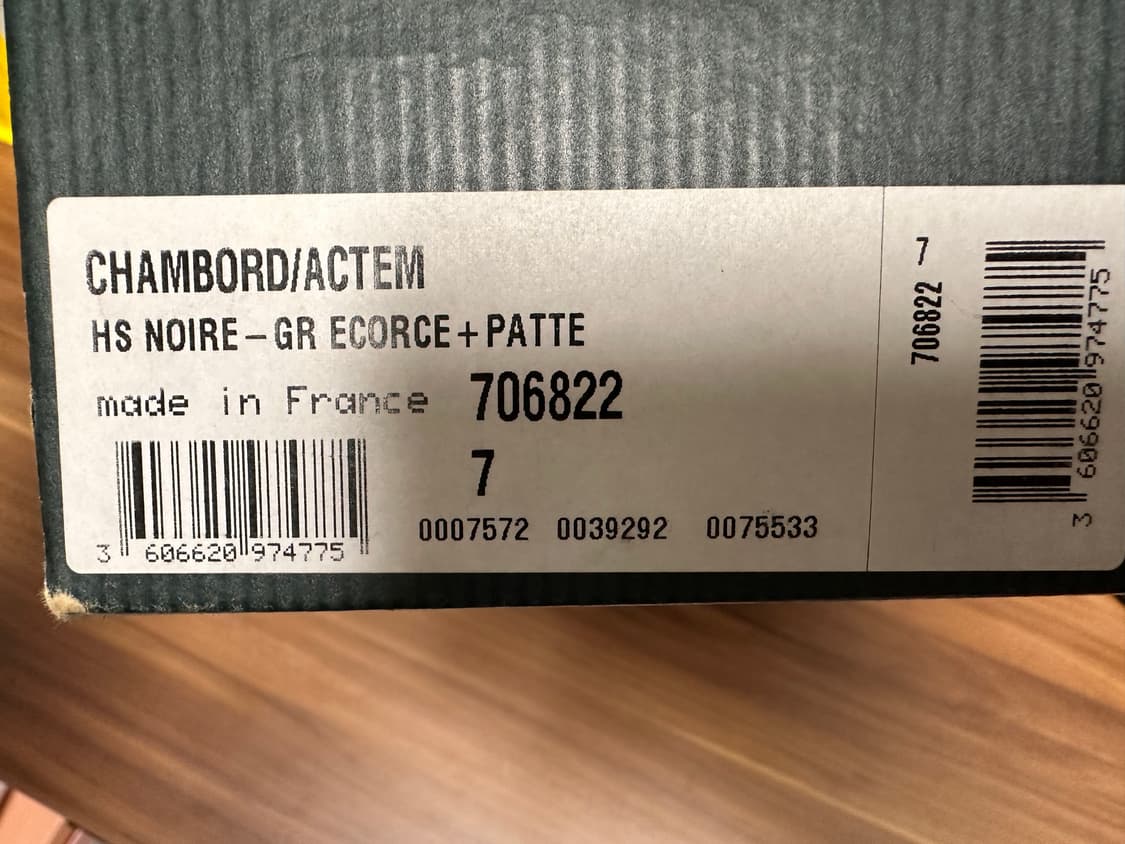 CHAMBORD/ACTEM
HS NOIRE-GR ECORCE+PATTE
made in France 706822
7
0007572 0039292 0075533
3 606620 974775
706822 7
3 606620 974775